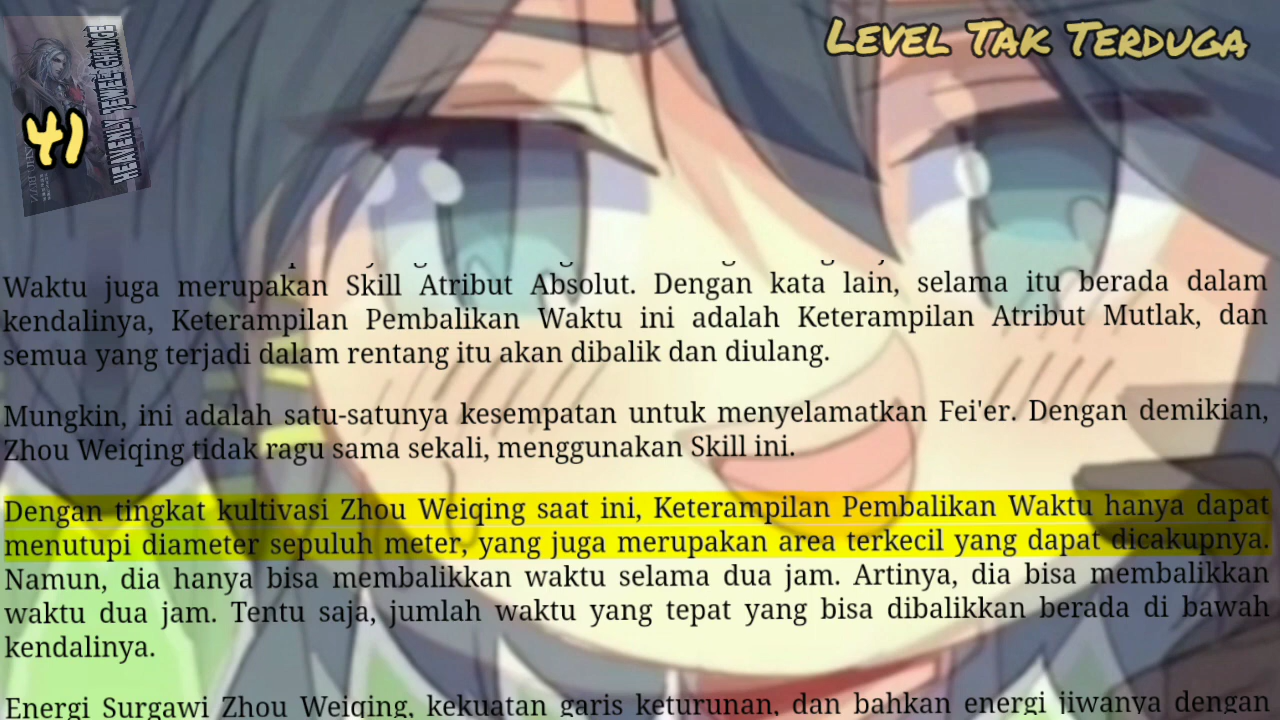 LEVEL TAK TERDUGA
HEAVENLY JEWEL CHANGE
41
Waktu juga merupakan Skill Atribut Absolut. Dengan kata lain, selama itu berada dalam
kendalinya, Keterampilan Pembalikan Waktu ini adalah Keterampilan Atribut Mutlak, dan
semua yang terjadi dalam rentang itu akan dibalik dan diulang.
Mungkin, ini adalah satu-satunya kesempatan untuk menyelamatkan Fei'er. Dengan demikian,
Zhou Weiqing tidak ragu sama sekali, menggunakan Skill ini.
Dengan tingkat kultivasi Zhou Weiqing saat ini, Keterampilan Pembalikan Waktu hanya dapat
menutupi diameter sepuluh meter, yang juga merupakan area terkecil yang dapat dicakupnya.
Namun, dia hanya bisa membalikkan waktu selama dua jam. Artinya, dia bisa membalikkan
waktu dua jam. Tentu saja, jumlah waktu yang tepat yang bisa dibalikkan berada di bawah
kendalinya.
Energi Surgawi Zhou Weiqing, kekuatan garis keturunan, dan bahkan energi jiwanya dengan